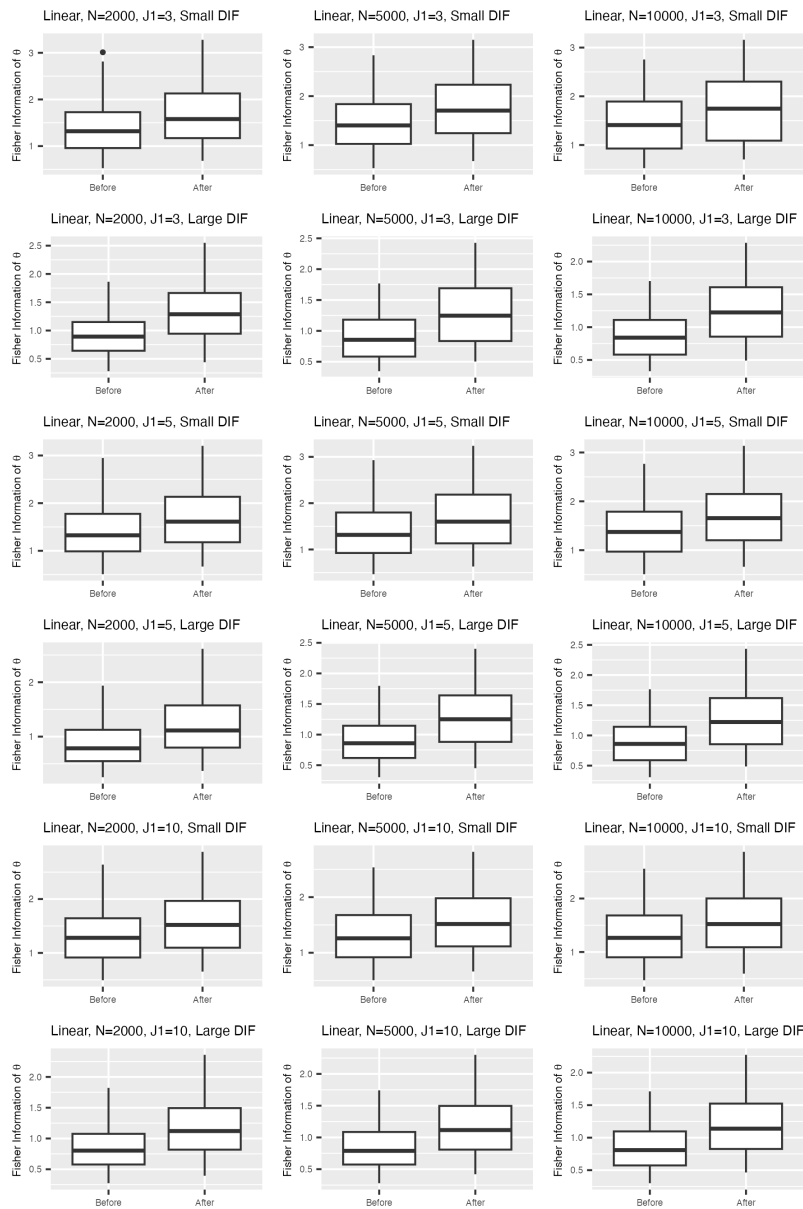 Linear, N=2000, J1=3, Small DIF
Linear, N=5000, J1=3, Small DIF
Linear, N=10000, J1=3, Small DIF
Fisher Information of θ
3
2
1
Before
After
Fisher Information of θ
3
2
1
Before
After
Fisher Information of θ
3
2
1
Before
After
Linear, N=2000, J1=3, Large DIF
Linear, N=5000, J1=3, Large DIF
Linear, N=10000, J1=3, Large DIF
Fisher Information of θ
2.5
2.0
1.5
1.0
0.5
Before
After
Fisher Information of θ
2.5
2.0
1.5
1.0
0.5
Before
After
Fisher Information of θ
2.0
1.5
1.0
0.5
Before
After
Linear, N=2000, J1=5, Small DIF
Linear, N=5000, J1=5, Small DIF
Linear, N=10000, J1=5, Small DIF
Fisher Information of θ
3
2
1
Before
After
Fisher Information of θ
3
2
1
Before
After
Fisher Information of θ
3
2
1
Before
After
Linear, N=2000, J1=5, Large DIF
Linear, N=5000, J1=5, Large DIF
Linear, N=10000, J1=5, Large DIF
Fisher Information of θ
2
1
Before
After
Fisher Information of θ
2.5
2.0
1.5
1.0
0.5
Before
After
Fisher Information of θ
2.5
2.0
1.5
1.0
0.5
Before
After
Linear, N=2000, J1=10, Small DIF
Linear, N=5000, J1=10, Small DIF
Linear, N=10000, J1=10, Small DIF
Fisher Information of θ
2
1
Before
After
Fisher Information of θ
2
1
Before
After
Fisher Information of θ
2
1
Before
After
Linear, N=2000, J1=10, Large DIF
Linear, N=5000, J1=10, Large DIF
Linear, N=10000, J1=10, Large DIF
Fisher Information of θ
2.0
1.5
1.0
0.5
Before
After
Fisher Information of θ
2.0
1.5
1.0
0.5
Before
After
Fisher Information of θ
2.0
1.5
1.0
0.5
Before
After